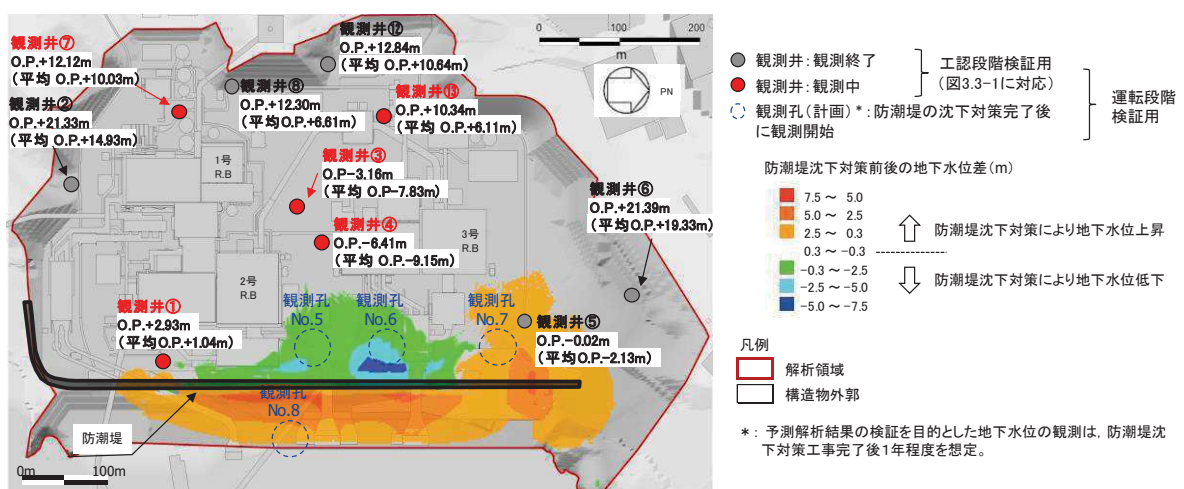 観測井⑦
O.P.+12.12m
(平均 O.P.+10.03m)
観測井②
O.P.+21.33m
(平均 O.P.+14.93m)
観測井⑫
O.P.+12.84m
(平均 O.P.+10.64m)
観測井⑧
O.P.+12.30m
(平均O.P.+6.61m)
観測井⑬
O.P.+10.34m
(平均O.P.+6.11m)
観測井③
O.P-3.16m
(平均O.P-7.83m)
観測井④
O.P.-6.41m
(平均 O.P.-9.15m)
観測井⑥
O.P.+21.39m
(平均O.P.+19.33m)
観測井①
O.P.+2.93m
(平均O.P.+1.04m)
観測井⑤
O.P.-0.02m
(平均O.P.-2.13m)
1号
R.B
2号
R.B
3号
R.B
観測孔
No.5
観測孔
No.6
観測孔
No.7
観測孔
No.8
防潮堤
0m 100m
0 100 200
m
PN
観測井:観測終了
観測井:観測中
工認段階検証用
(図3.3-1に対応)
観測孔(計画)*:防潮堤の沈下対策完了後
に観測開始
運転段階
検証用
防潮堤沈下対策前後の地下水位差(m)
7.5 ~ 5.0
5.0 ~ 2.5
2.5 ~ 0.3
0.3 ~ -0.3
-0.3 ~ -2.5
-2.5 ~ -5.0
-5.0 ~ -7.5
防潮堤沈下対策により地下水位上昇
防潮堤沈下対策により地下水位低下
凡例
解析領域
構造物外郭
*: 予測解析結果の検証を目的とした地下水位の観測は,防潮堤沈
下対策工事完了後1年程度を想定。